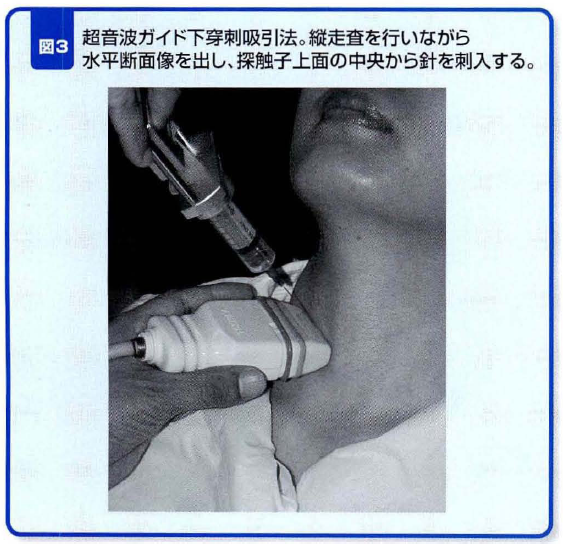 図3
超音波ガイド下穿刺吸引法。縦走査を行いながら
水平断面像を出し、探触子上面の中央から針を刺入する。